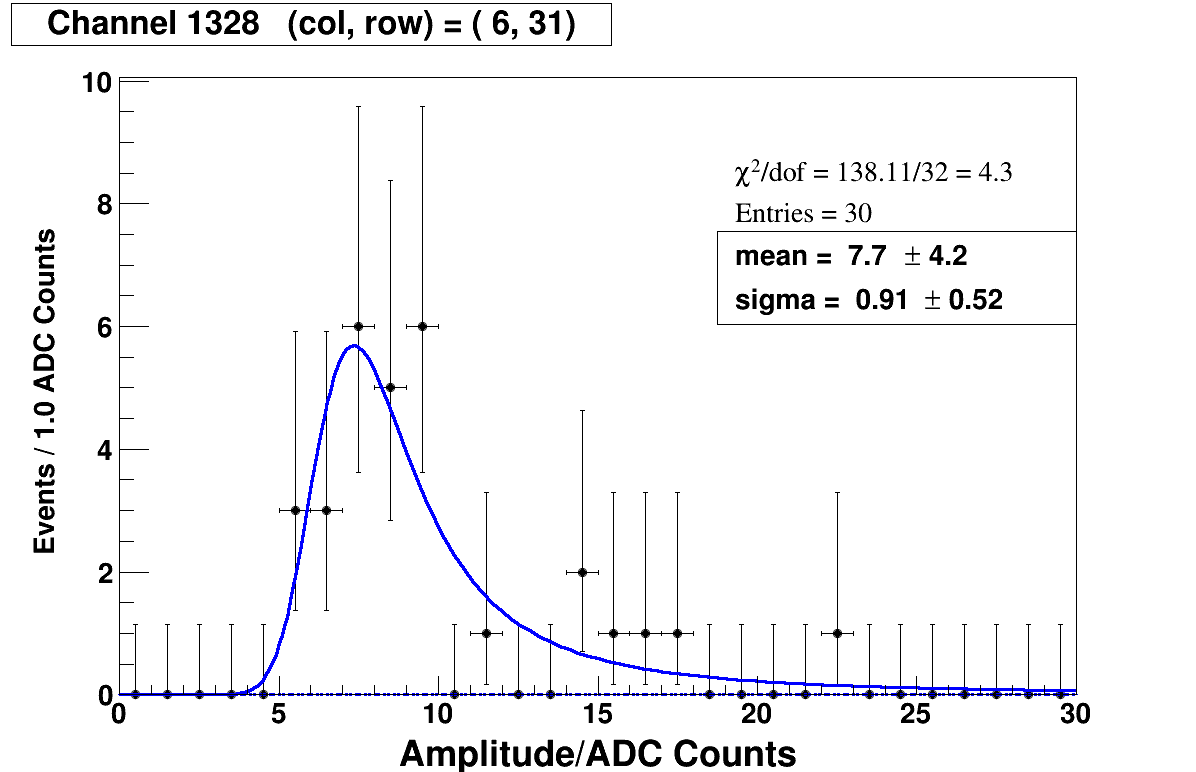 Channel 1328 (col, row) = ( 6, 31)
10
8
6
4
2
0
Events / 1.0 ADC Counts
χ²/dof = 138.11/32 = 4.3
Entries = 30
mean = 7.7 ± 4.2
sigma = 0.91 ± 0.52
0 5 10 15 20 25 30
Amplitude/ADC Counts